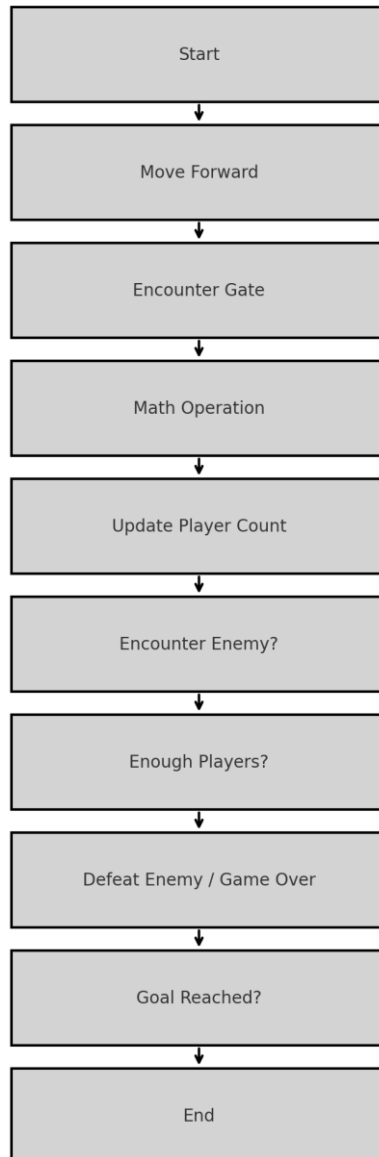 Start
Move Forward
Encounter Gate
Math Operation
Update Player Count
Encounter Enemy?
Enough Players?
Defeat Enemy / Game Over
Goal Reached?
End